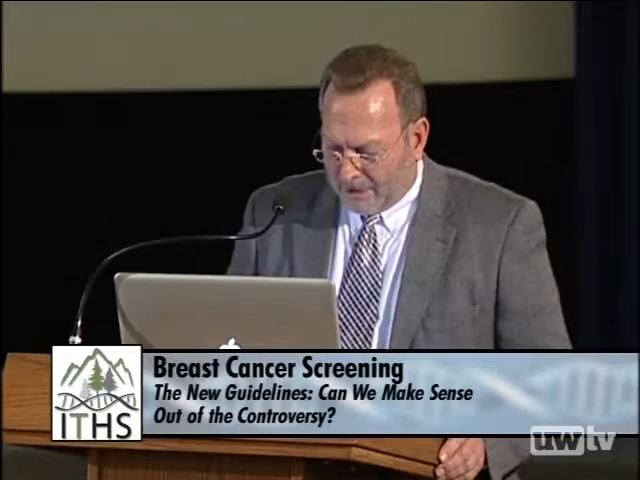 Breast Cancer Screening
The New Guidelines: Can We Make Sense
Out of the Controversy?
ITHS
uwtv